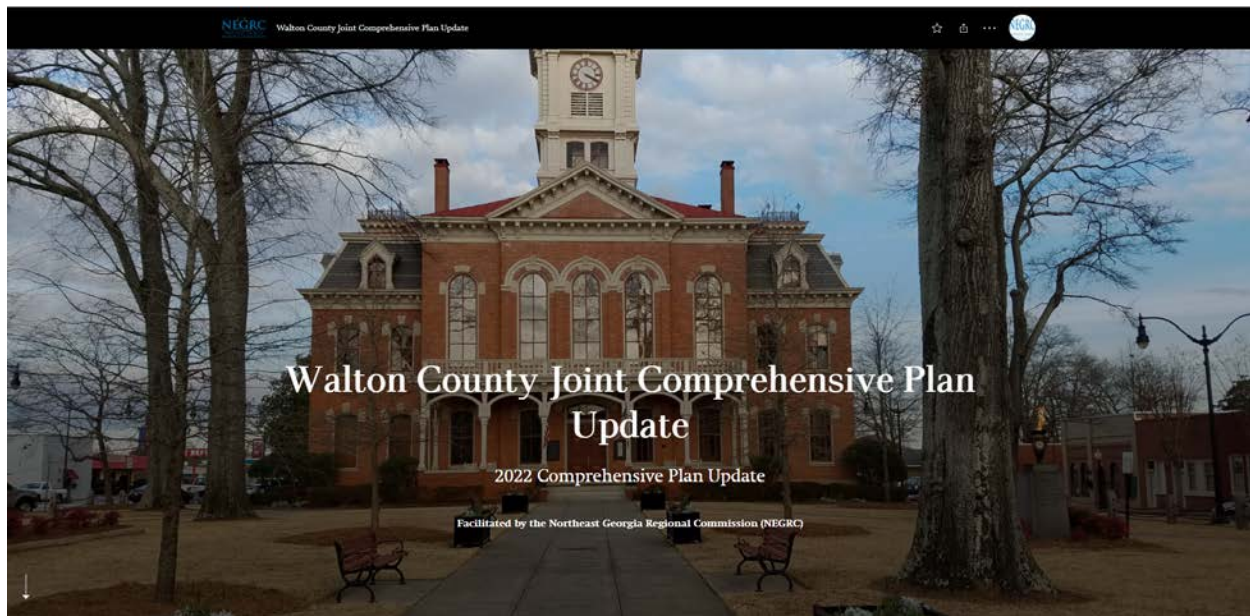 NEGRC
Walton County Joint Comprehensive Plan Update
NEGRC
Walton County Joint Comprehensive Plan
Update
2022 Comprehensive Plan Update
Facilitated by the Northeast Georgia Regional Commission (NEGRC)